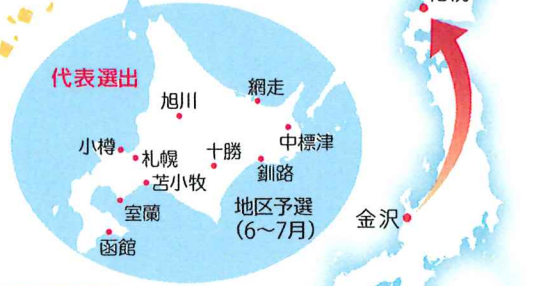 代表選出
旭川
網走
小樽
札幌
十勝
中標津
苫小牧
釧路
室蘭
函館
地区予選
(6〜7月)
金沢